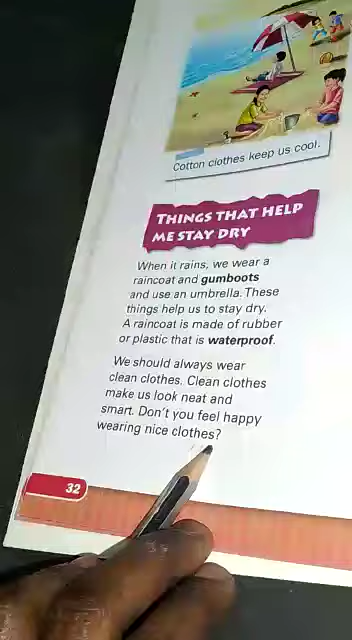 Cotton clothes keep us cool.
THINGS THAT HELP
ME STAY DRY
When it rains, we wear a
raincoat and gumboots
and use an umbrella. These
things help us to stay dry.
A raincoat is made of rubber
or plastic that is waterproof.
We should always wear
clean clothes. Clean clothes
make us look neat and
smart. Don't you feel happy
wearing nice clothes?
32